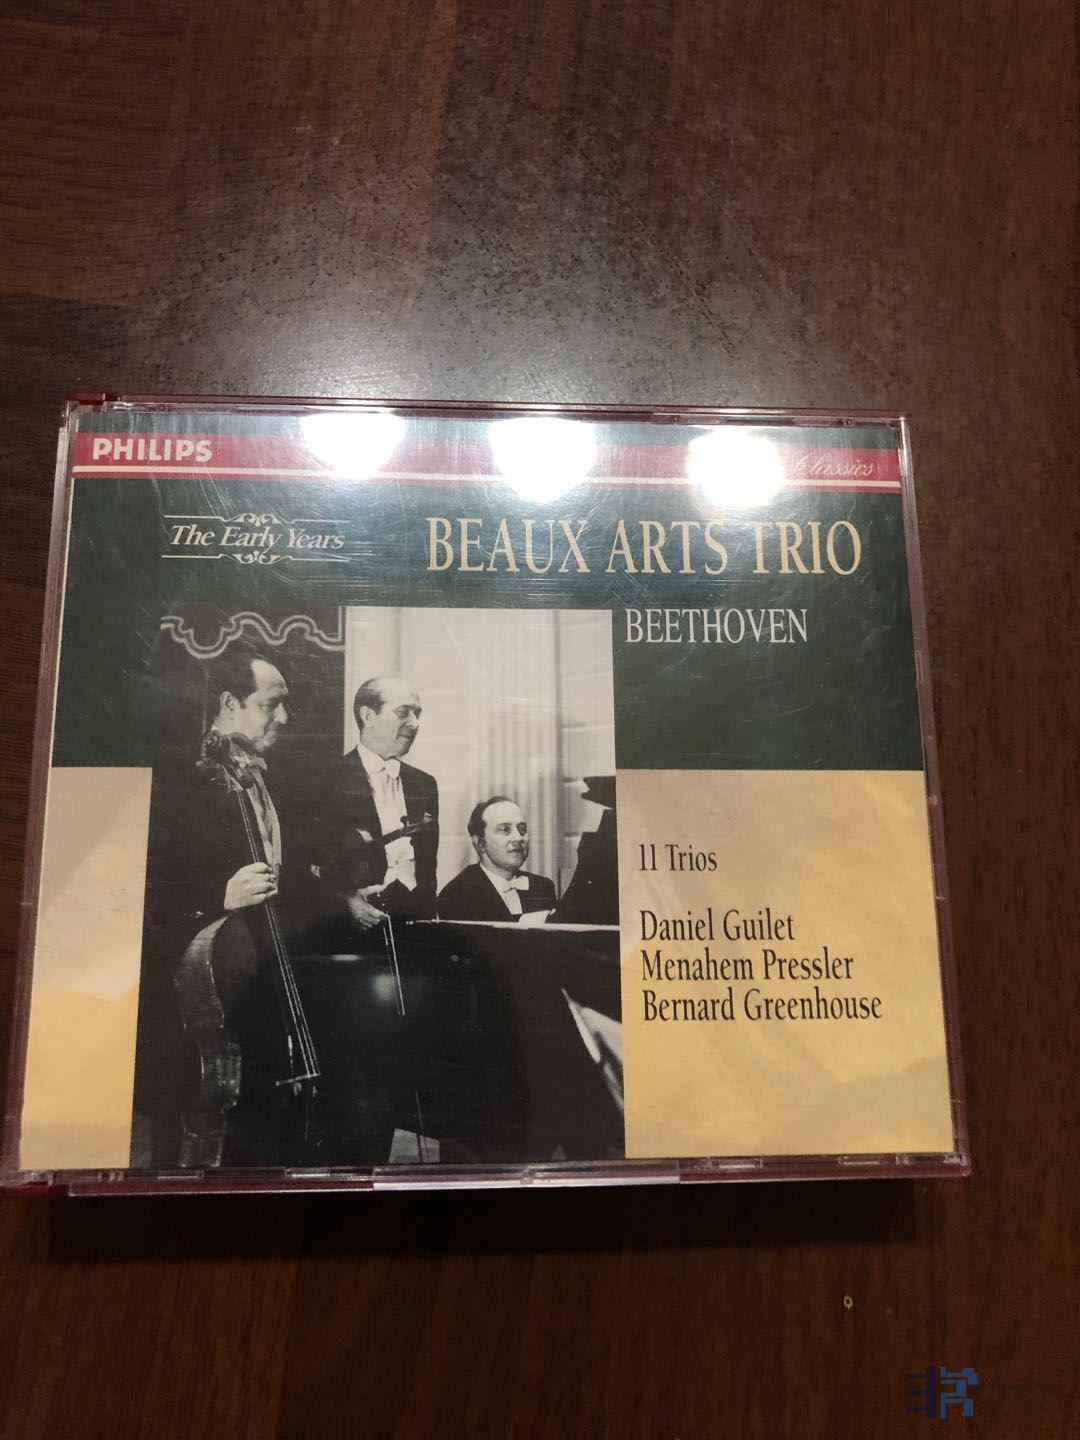 PHILIPS
Classics
The Early Years
BEAUX ARTS TRIO
BEETHOVEN
11 Trios
Daniel Guilet
Menahem Pressler
Bernard Greenhouse